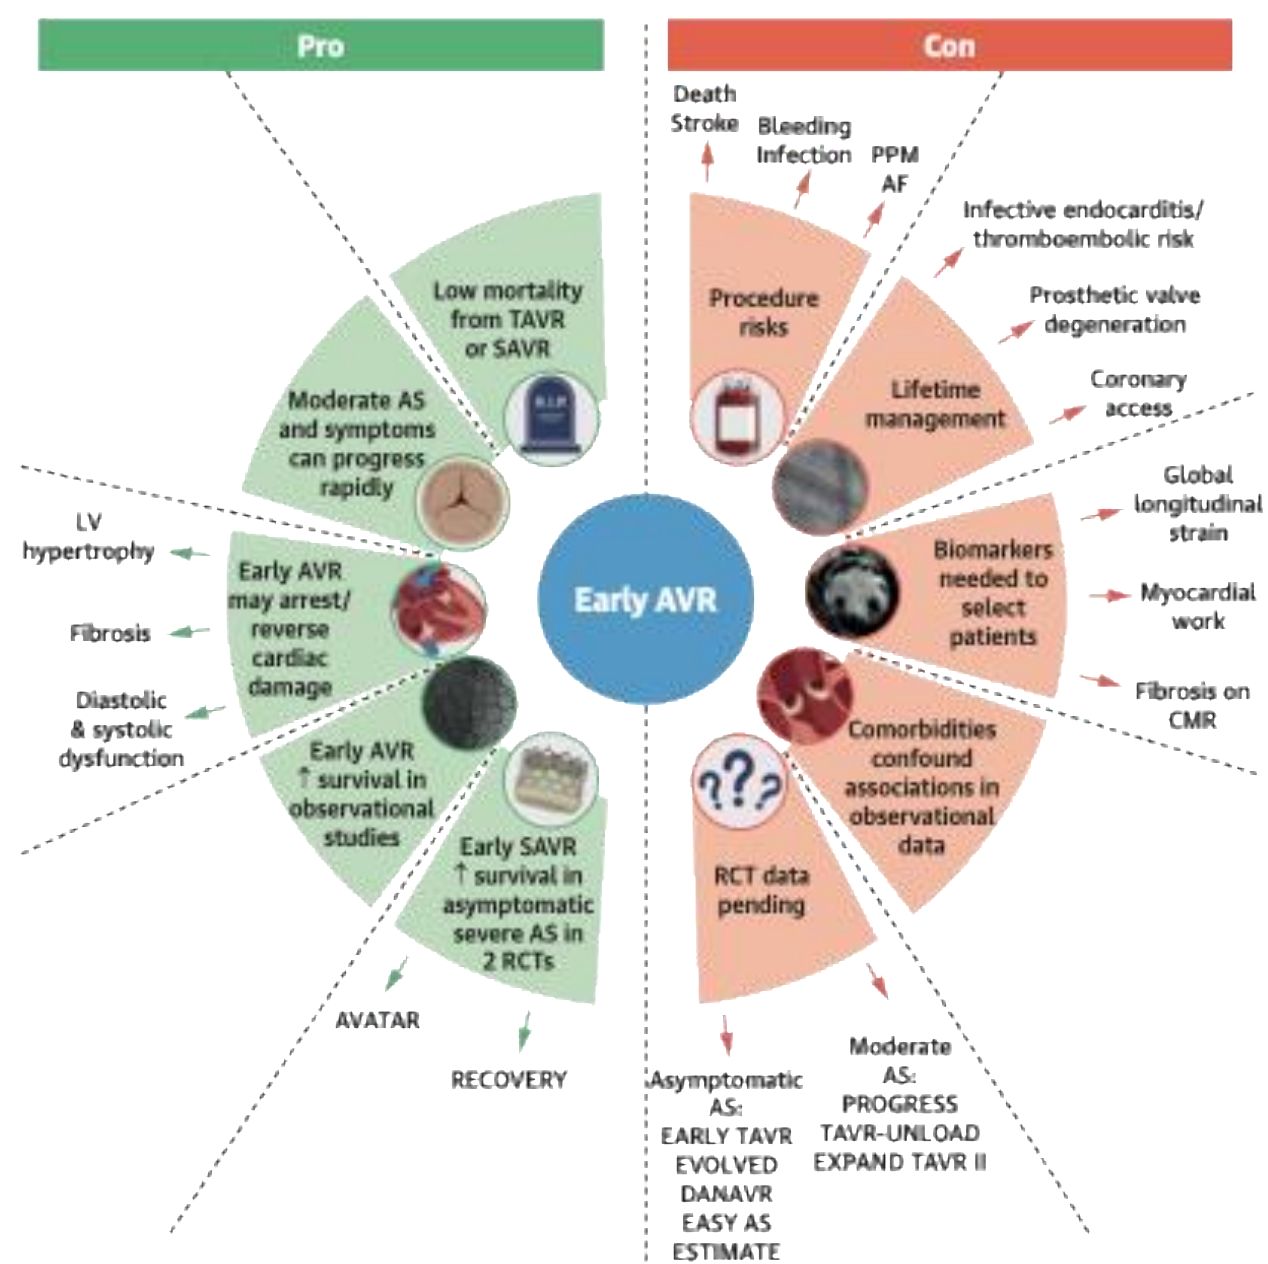 Pro
Low mortality
from TAVR
or SAVR
R.I.P.
Moderate AS
and symptoms
can progress
rapidly
Early AVR
may arrest/
reverse
cardiac
damage
LV
hypertrophy
Fibrosis
Diastolic
& systolic
dysfunction
Early AVR
↑ survival in
observational
studies
Early SAVR
↑ survival in
asymptomatic
severe AS in
2 RCTs
AVATAR
RECOVERY
Early AVR
Con
Death
Stroke
Bleeding
Infection
PPM
AF
Procedure
risks
Infective endocarditis/
thromboembolic risk
Prosthetic valve
degeneration
Coronary
access
Lifetime
management
Global
longitudinal
strain
Myocardial
work
Fibrosis on
CMR
Biomarkers
needed to
select
patients
Comorbidities
confound
associations in
observational
data
???
RCT data
pending
Asymptomatic
AS:
EARLY TAVR
EVOLVED
DANAVR
EASY AS
ESTIMATE
Moderate
AS:
PROGRESS
TAVR-UNLOAD
EXPAND TAVR II